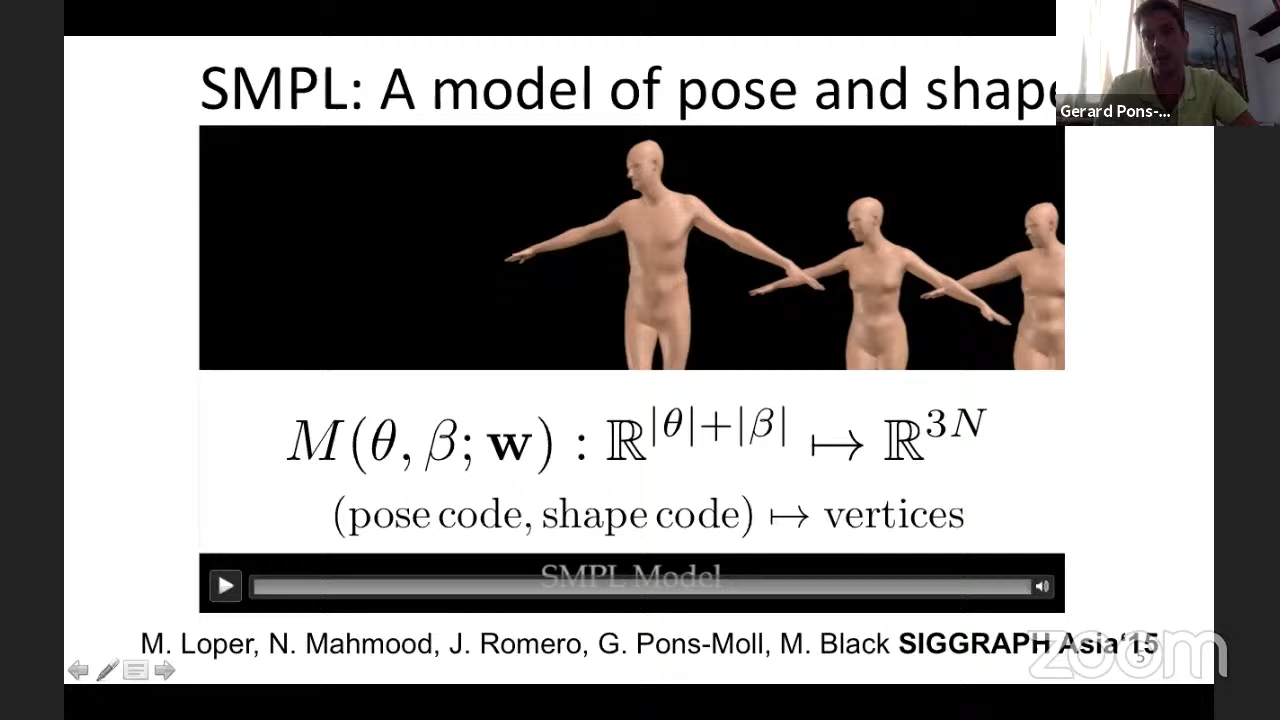 SMPL: A model of pose and shape
Gerard Pons-...
M(θ, β; w) : ℝ^{|θ|+|β|} ↦ ℝ^{3N}
(pose code, shape code) ↦ vertices
SMPL Model
M. Loper, N. Mahmood, J. Romero, G. Pons-Moll, M. Black SIGGRAPH Asia‘15
5
zoom